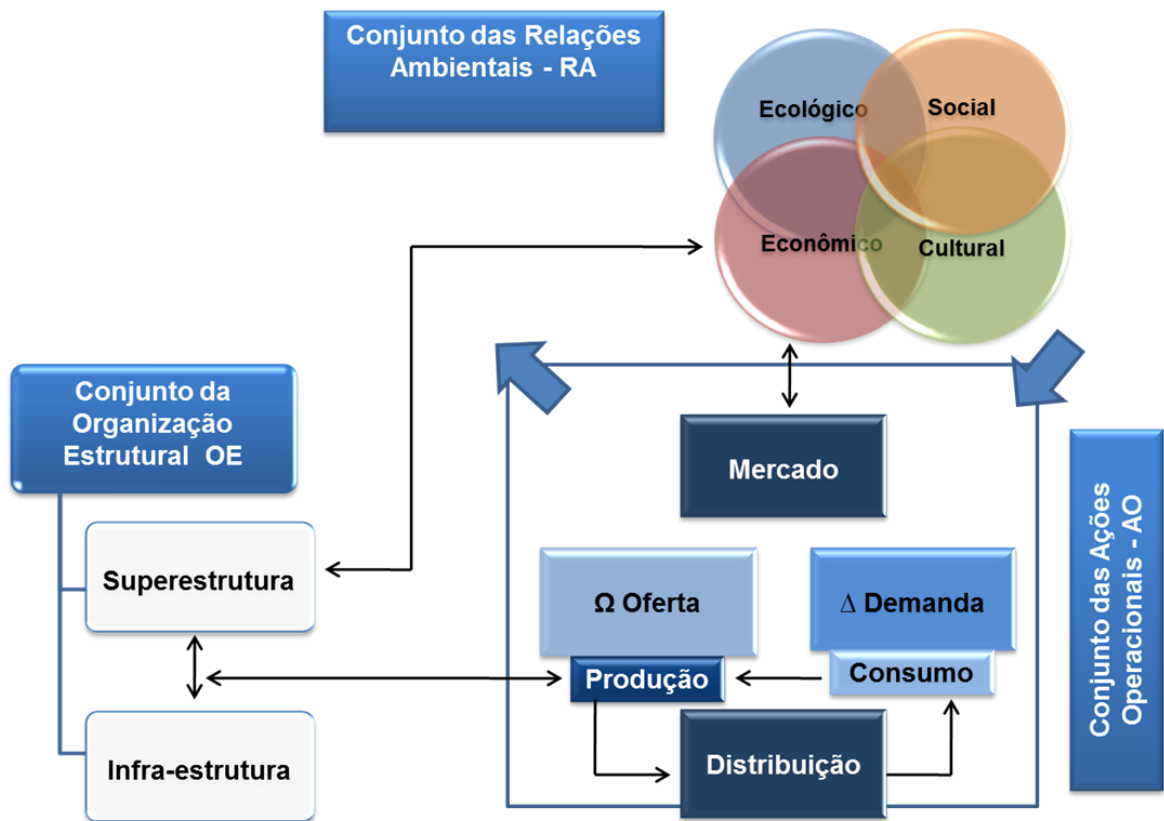 Conjunto das Relações
Ambientais - RA
Ecológico
Social
Econômico
Cultural
Conjunto da
Organização
Estrutural OE
Superestrutura
Infra-estrutura
Mercado
Ω Oferta
∆ Demanda
Produção
Consumo
Distribuição
Conjunto das Ações
Operacionais - AO